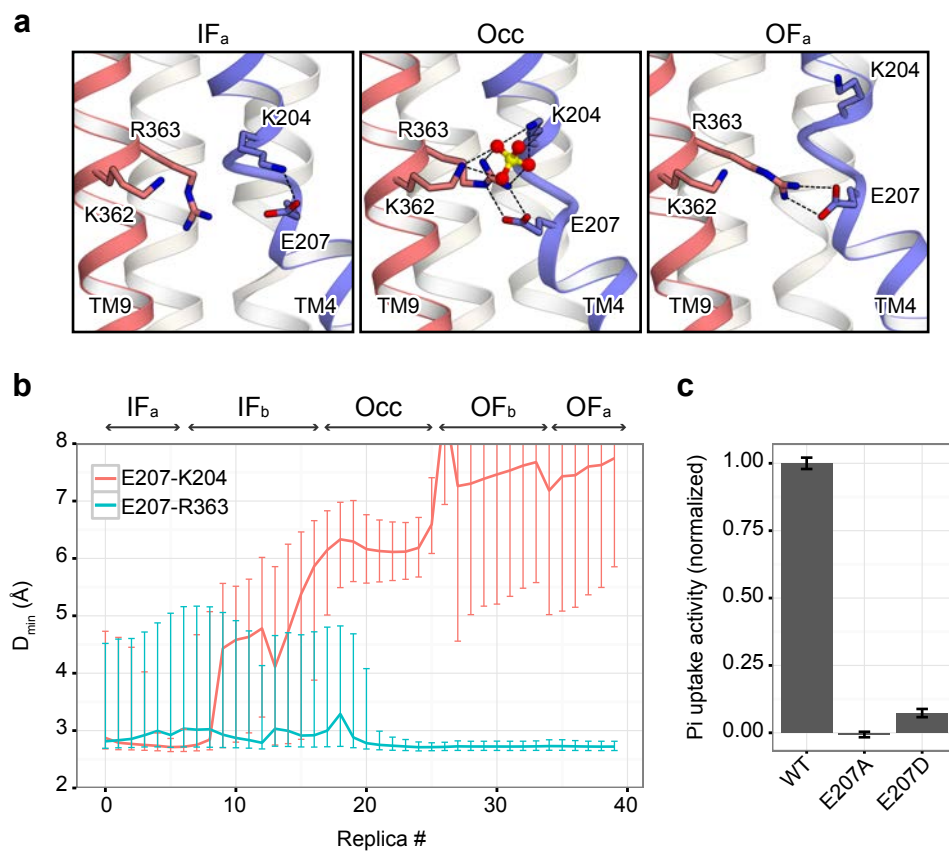 a
IFa Occ OFa
R363 K204 K362 E207 TM9 TM4
R363 K204 K362 E207 TM9 TM4
K204 R363 K362 E207 TM9 TM4
b
IFa IFb Occ OFb OFa
8
7
6
5
4
3
2
Dmin (Å)
E207-K204
E207-R363
0 10 20 30 40
Replica #
c
Pi uptake activity (normalized)
1.00
0.75
0.50
0.25
0.00
WT E207A E207D